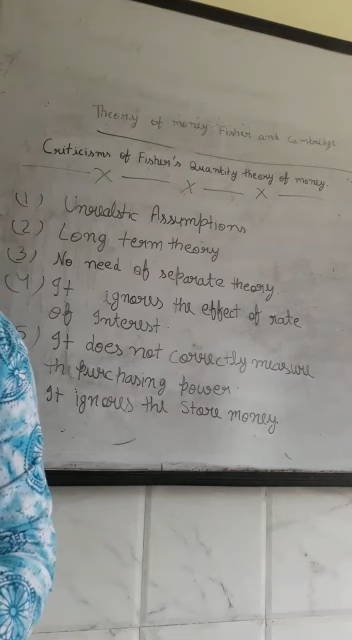 Theory of money Fisher and Cambridge
Criticisms of Fisher's Quantity theory of money.
(1) Unrealstic Assumptions
(2) Long term theory
(3) No need of separate theory
(4) It ignores the effect of rate
of Interest.
5) It does not correctly measure
the purchasing power.
It ignores the Store money.